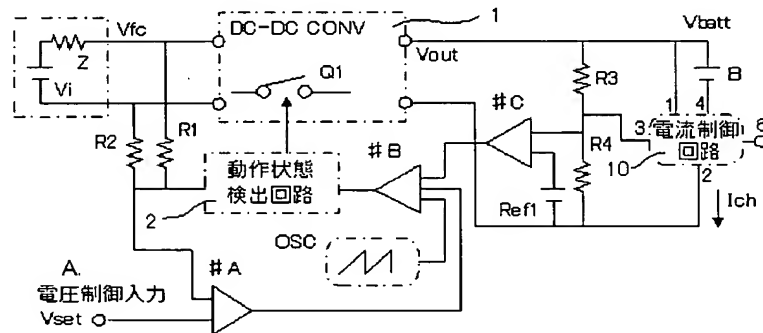 Vfc
DC-DC CONV
1
Vbatt
Z
Vi
Q1
Vout
R3
B
R2
R1
#C
1
4
3
電流制御
回路
6
#B
R4
10
2
動作状態
検出回路
2
Ref1
Ich
OSC
A.
#A
電圧制御入力
Vset